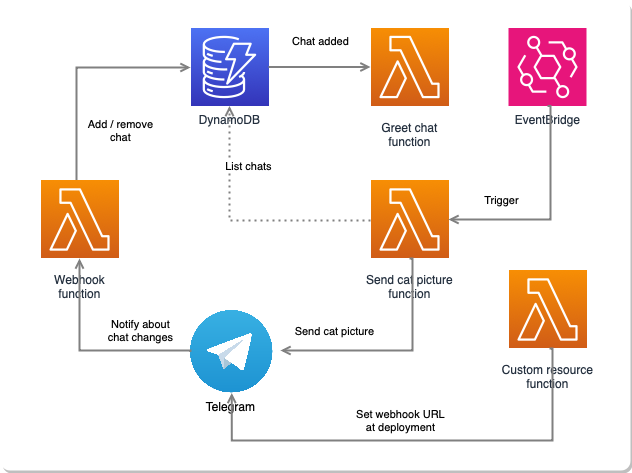 Chat added
DynamoDB
Greet chat
function
EventBridge
Add / remove
chat
List chats
Trigger
Webhook
function
Send cat picture
function
Notify about
chat changes
Send cat picture
Custom resource
function
Telegram
Set webhook URL
at deployment